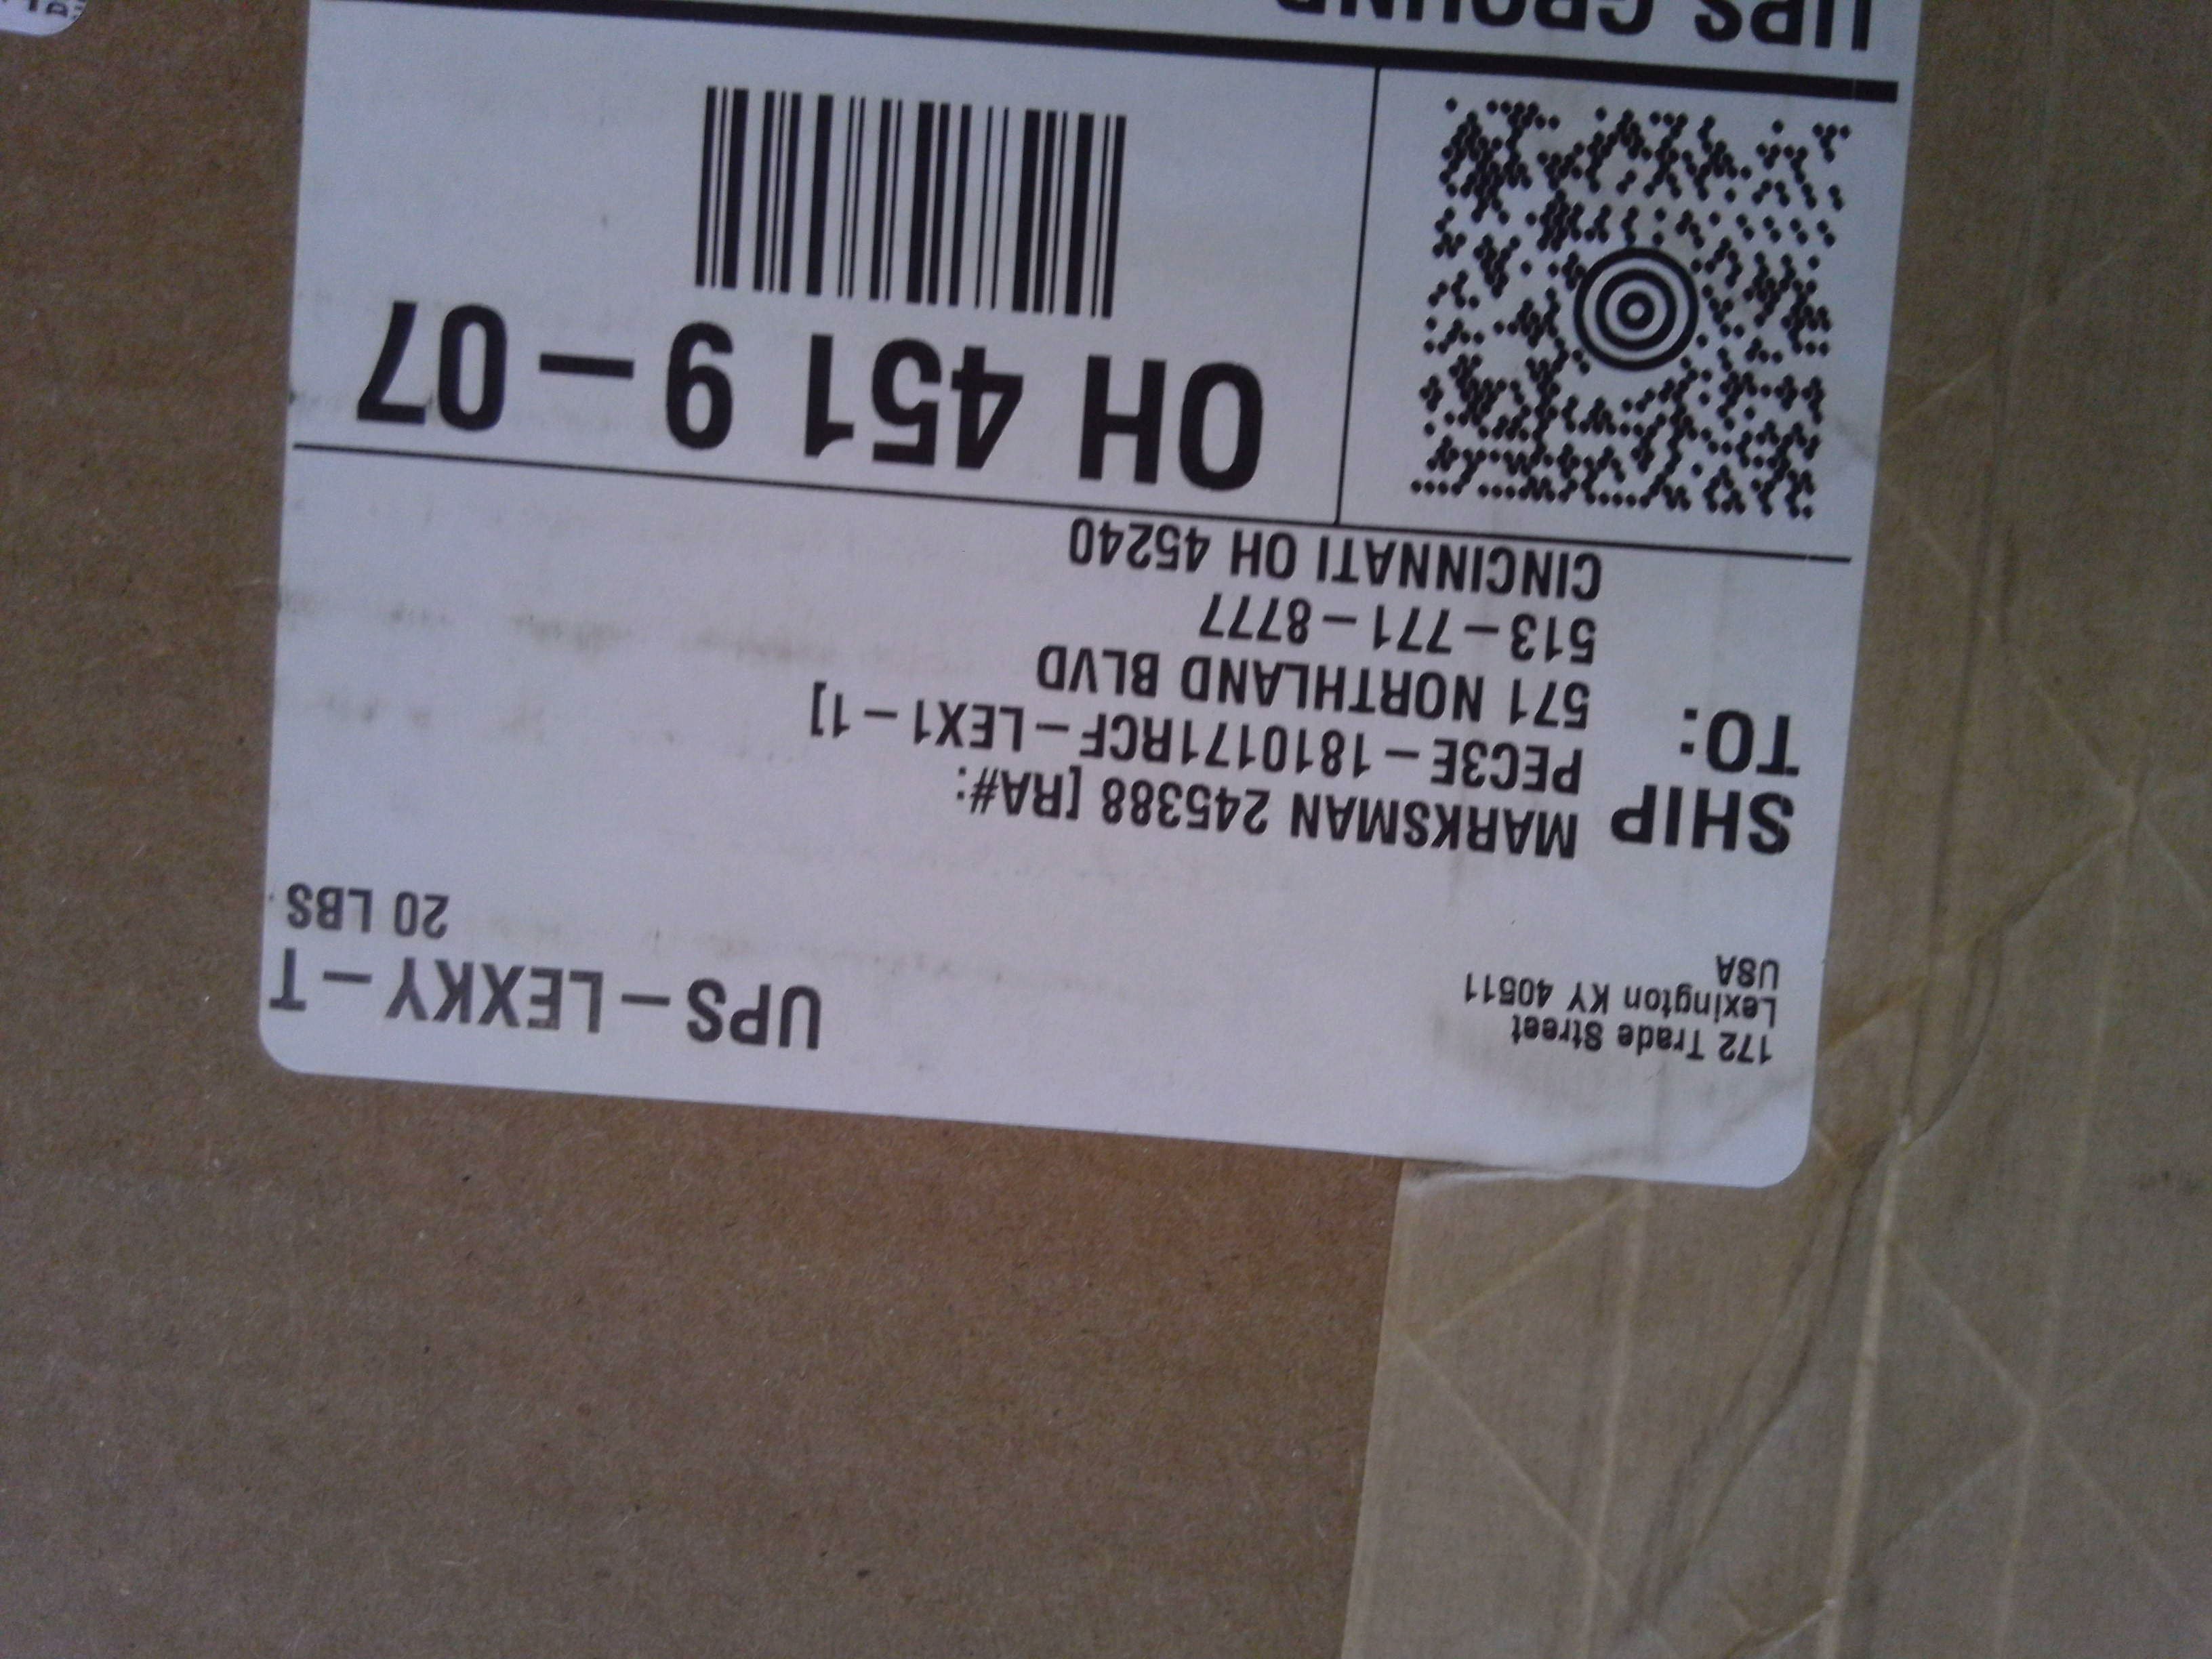 172 Trade Street
Lexington KY 40511
USA
UPS-LEXKY-T
20 LBS
SHIP
TO:
MARKSMAN 245388 [RA#:
PEC3E-1810171RCF-LEX1-1]
571 NORTHLAND BLVD
513-771-8777
CINCINNATI OH 45240
OH 451 9-07
UPS GROUND